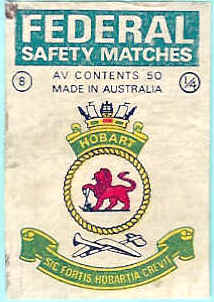 FEDERAL
SAFETY MATCHES
8
AV CONTENTS 50
¼
MADE IN AUSTRALIA
HOBART
SIC FORTIS HOBARTIA CREVIT